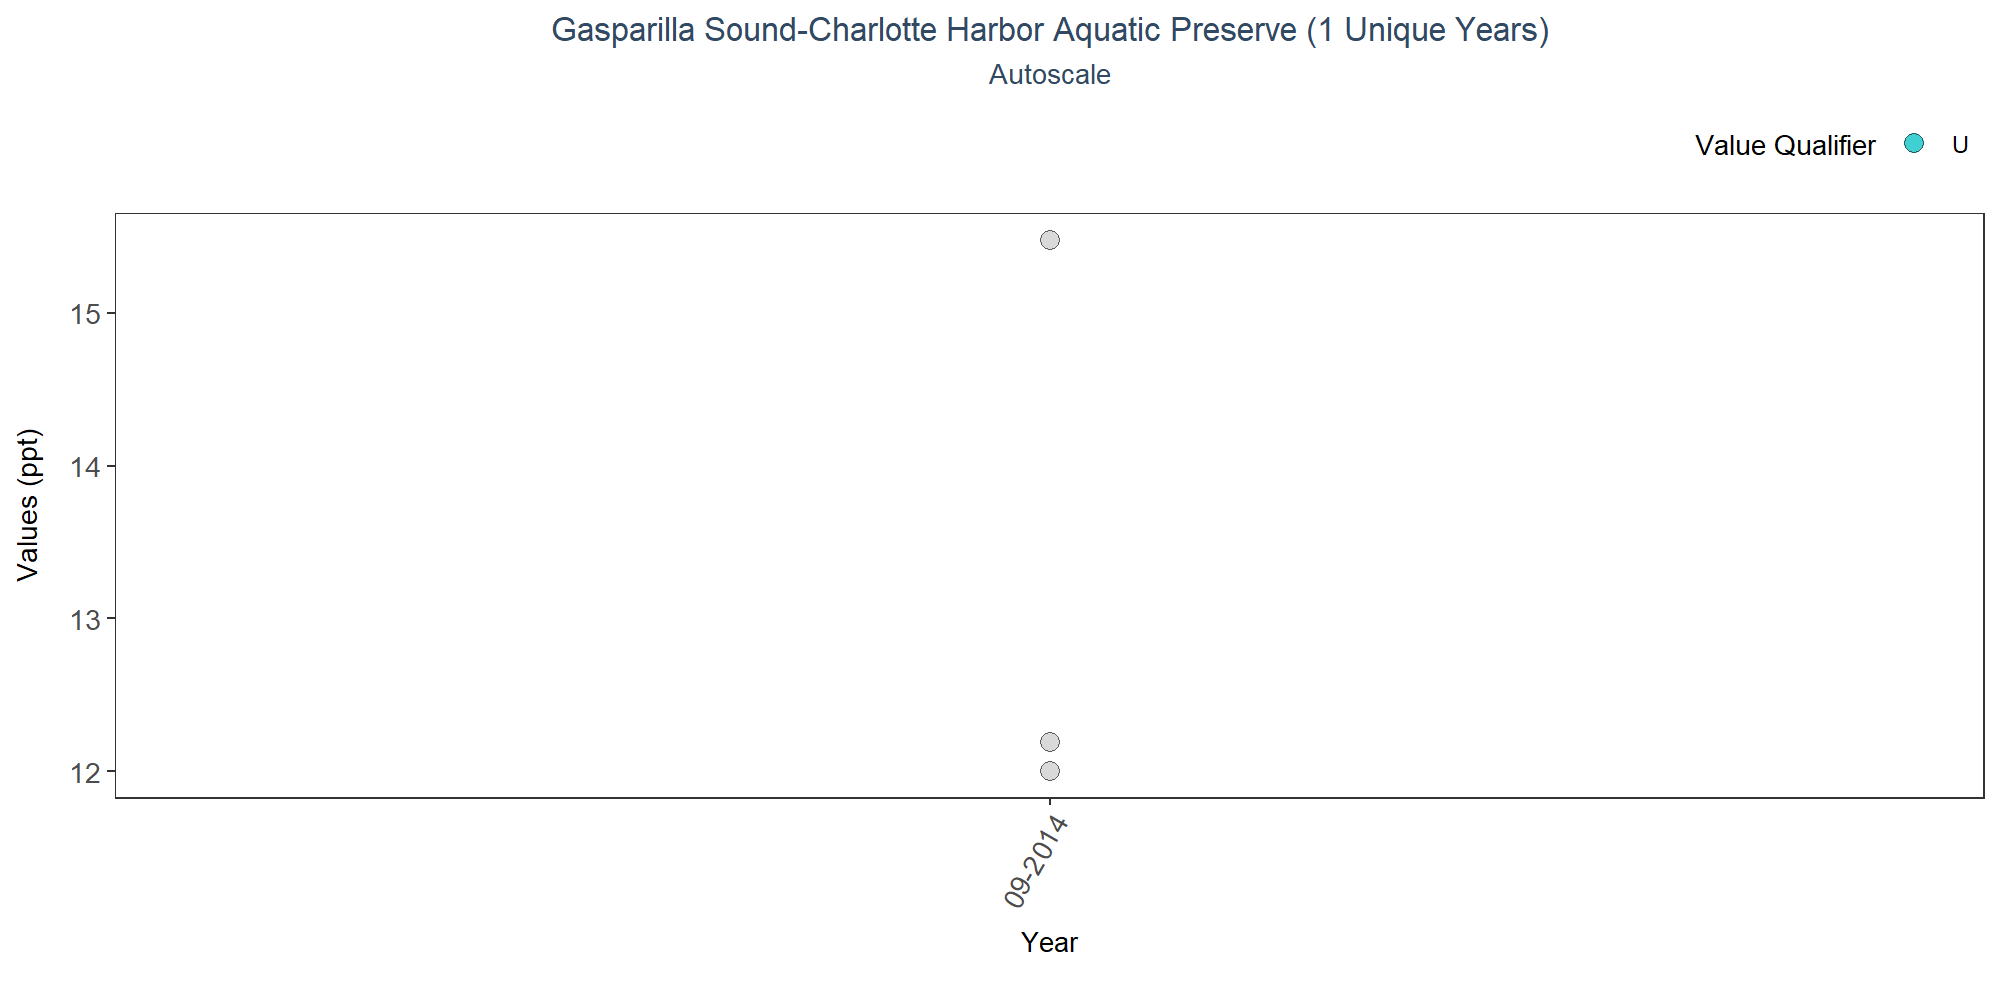 Gasparilla Sound-Charlotte Harbor Aquatic Preserve (1 Unique Years)
Autoscale
Value Qualifier U
15
14
13
12
Values (ppt)
09-2014
Year